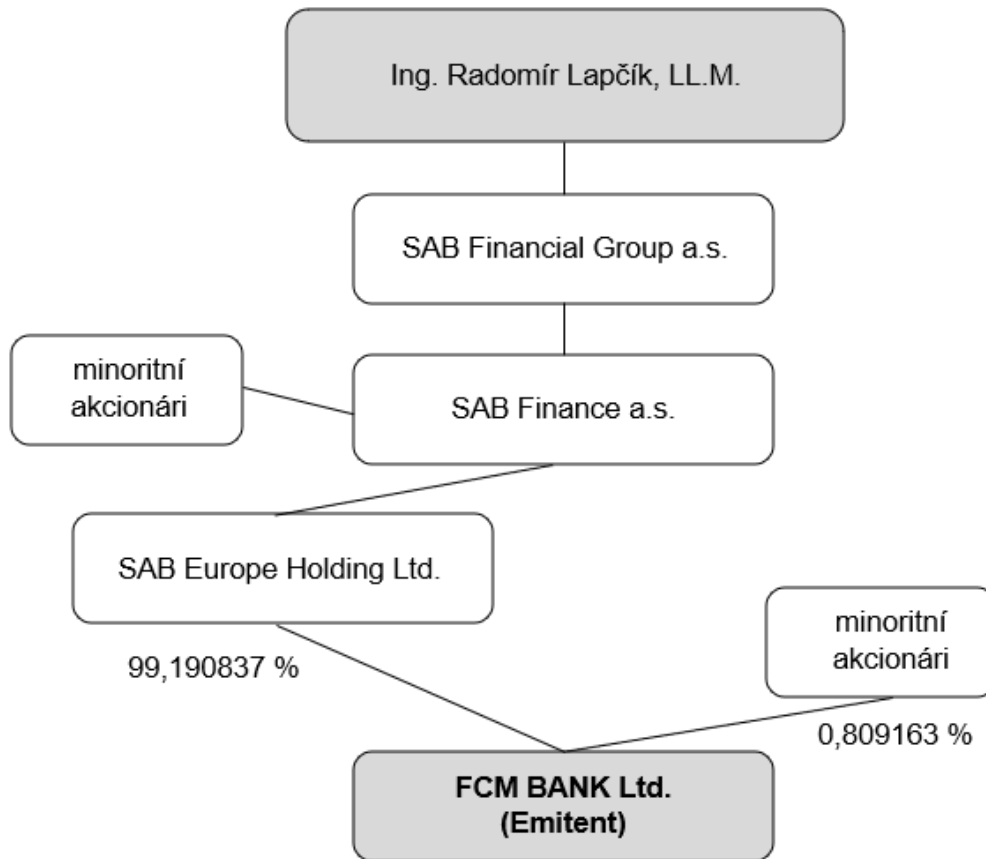 Ing. Radomír Lapčík, LL.M.
SAB Financial Group a.s.
minoritní
akcionári
SAB Finance a.s.
SAB Europe Holding Ltd.
minoritní
akcionári
99,190837 %
0,809163 %
FCM BANK Ltd.
(Emitent)